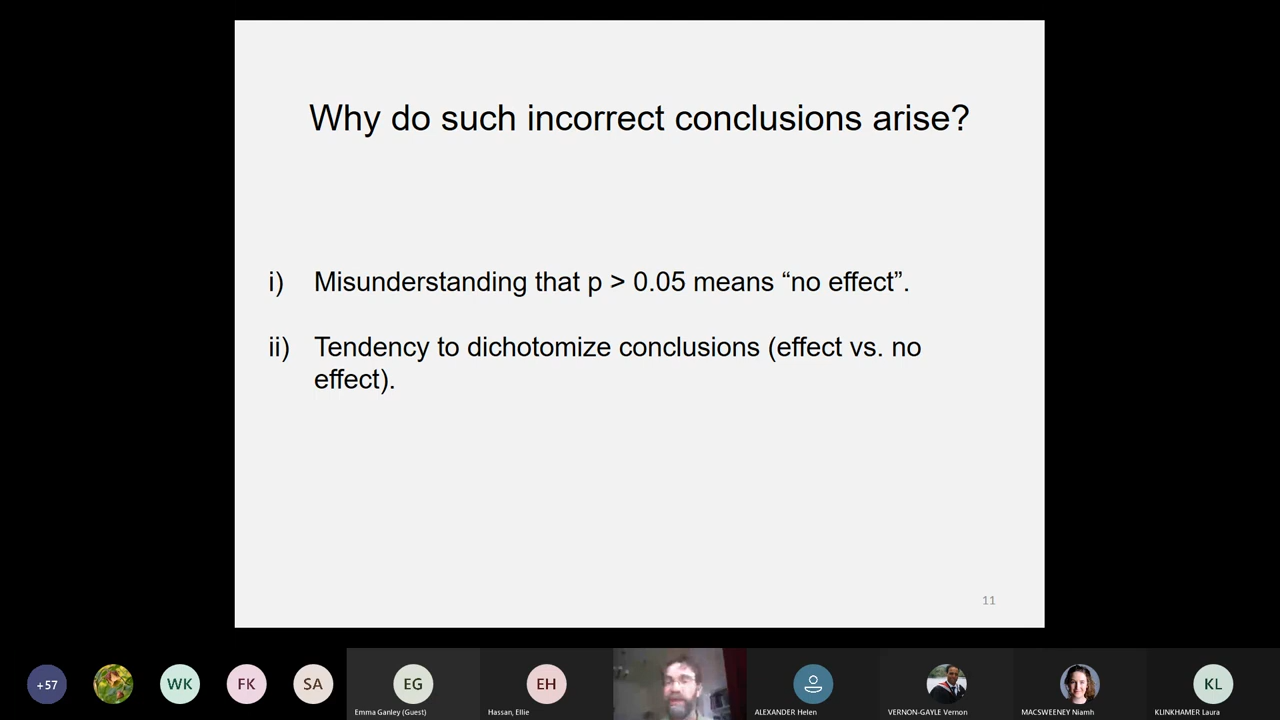 Why do such incorrect conclusions arise?
i) Misunderstanding that p > 0.05 means “no effect”.
ii) Tendency to dichotomize conclusions (effect vs. no
effect).
11
+57
WK
FK
SA
EG
EH
KL
Emma Ganley (Guest)
Hassan, Ellie
ALEXANDER Helen
VERNON-GAYLE Vernon
MACSWEENEY Niamh
KLINKHAMER Laura